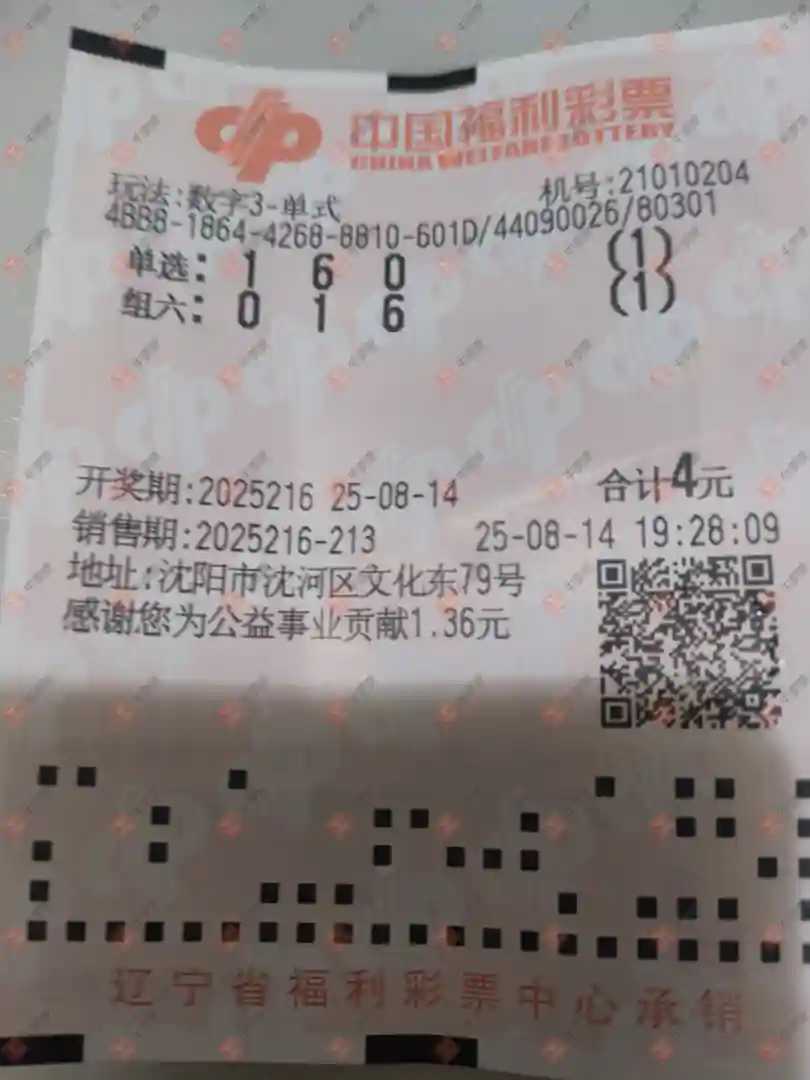 中国福利彩票
CHINA WELFARE LOTTERY
玩法:数字3-单式 机号:21010204
4BB8-1864-4268-8810-601D/44090026/80301
单选: 1 6 0 (1)
组六: 0 1 6 (1)
开奖期:2025216 25-08-14 合计4元
销售期:2025216-213 25-08-14 19:28:09
地址:沈阳市沈河区文化东79号
感谢您为公益事业贡献1.36元
辽宁省福利彩票中心承销